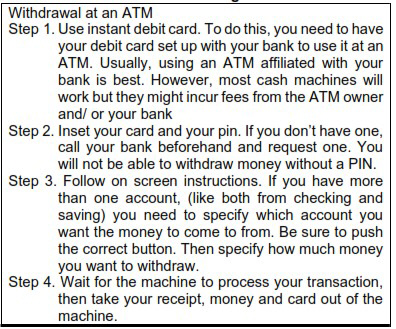 Withdrawal at an ATM
Step 1. Use instant debit card. To do this, you need to have
your debit card set up with your bank to use it at an
ATM. Usually, using an ATM affiliated with your
bank is best. However, most cash machines will
work but they might incur fees from the ATM owner
and/ or your bank
Step 2. Inset your card and your pin. If you don't have one,
call your bank beforehand and request one. You
will not be able to withdraw money without a PIN.
Step 3. Follow on screen instructions. If you have more
than one account, (like both from checking and
saving) you need to specify which account you
want the money to come to from. Be sure to push
the correct button. Then specify how much money
you want to withdraw.
Step 4. Wait for the machine to process your transaction,
then take your receipt, money and card out of the
machine.